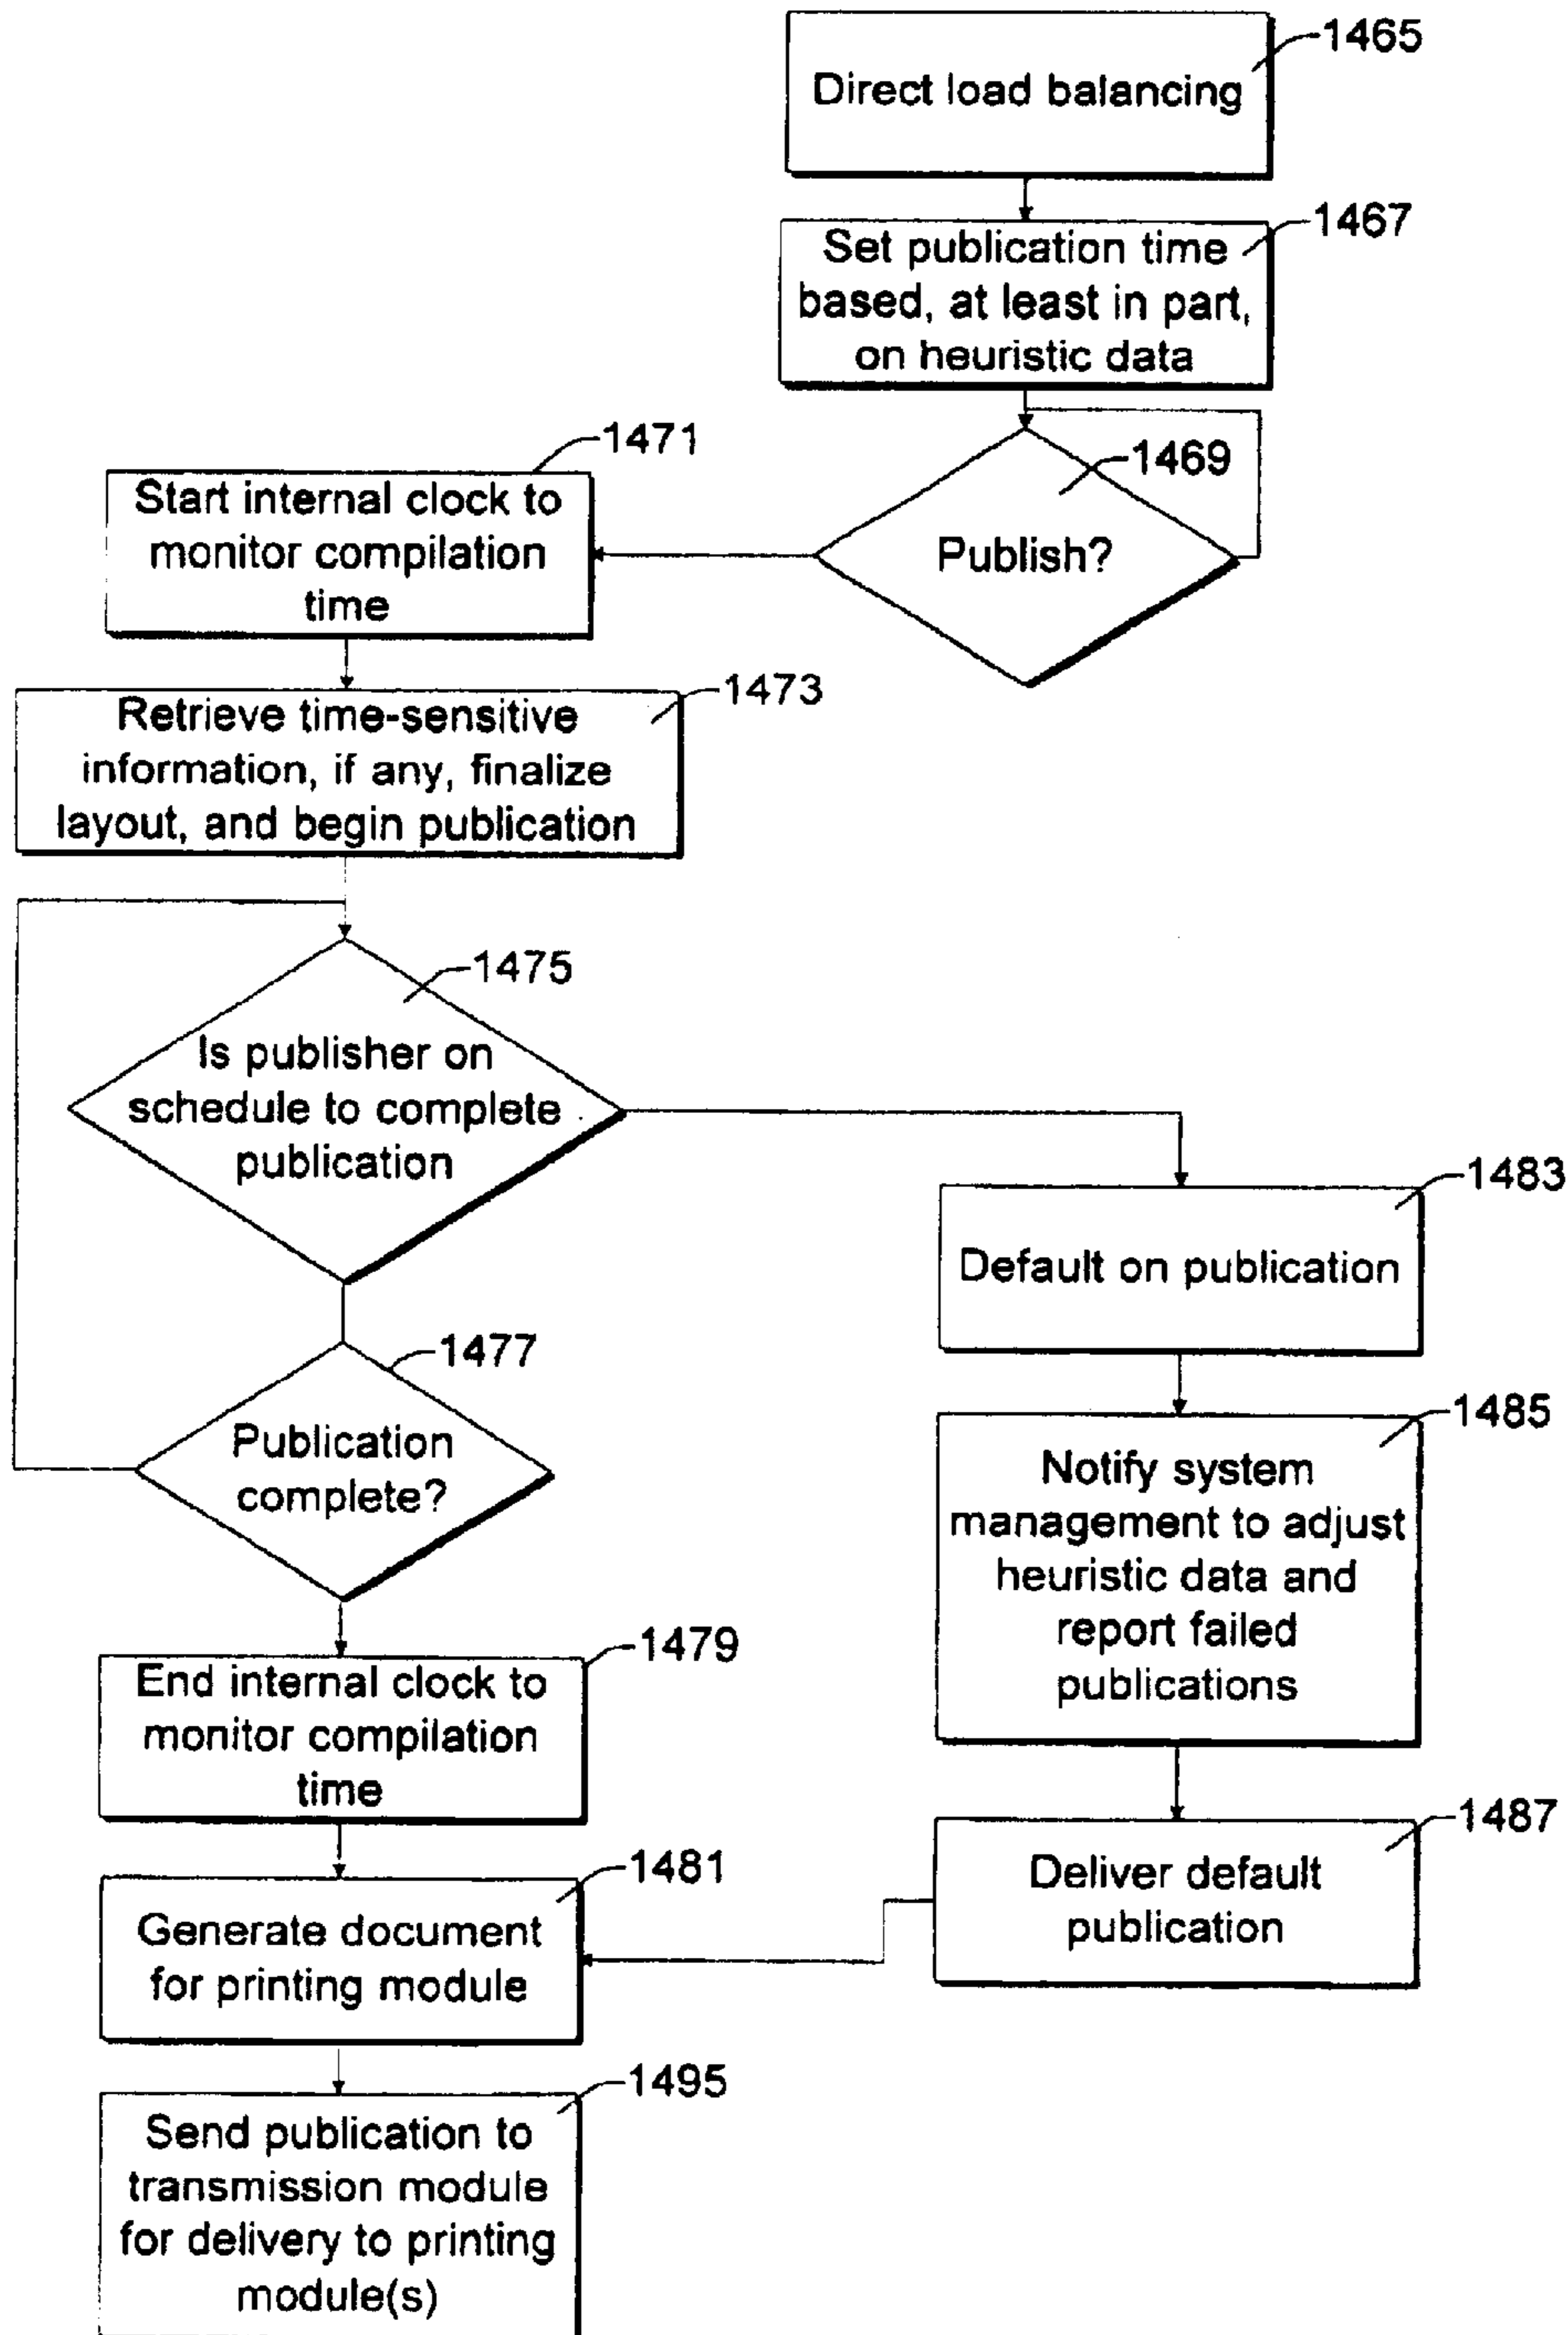 1465
Direct load balancing
1467
Set publication time
based, at least in part,
on heuristic data
1469
Publish?
1471
Start internal clock to
monitor compilation
time
1473
Retrieve time-sensitive
information, if any, finalize
layout, and begin publication
1475
Is publisher on
schedule to complete
publication
1477
Publication
complete?
1479
End internal clock to
monitor compilation
time
1481
Generate document
for printing module
1495
Send publication to
transmission module
for delivery to printing
module(s)
1483
Default on publication
1485
Notify system
management to adjust
heuristic data and
report failed
publications
1487
Deliver default
publication